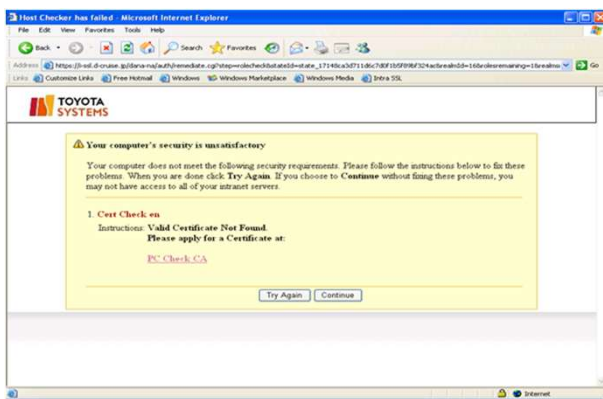 Host Checker has failed - Microsoft Internet Explorer
File Edit View Favorites Tools Help
Back Search Favorites
Address Go
Links Customize Links Free Hotmail Windows Windows Marketplace Windows Media Intra SSL
TOYOTA
SYSTEMS
Your computer's security is unsatisfactory
Your computer does not meet the following security requirements. Please follow the instructions below to fix these
problems. When you are done click Try Again. If you choose to Continue without fixing these problems, you
may not have access to all of your intranet servers.
1. Cert Check en
Instructions: Valid Certificate Not Found.
Please apply for a Certificate at:
PC Check CA
Try Again Continue
Internet